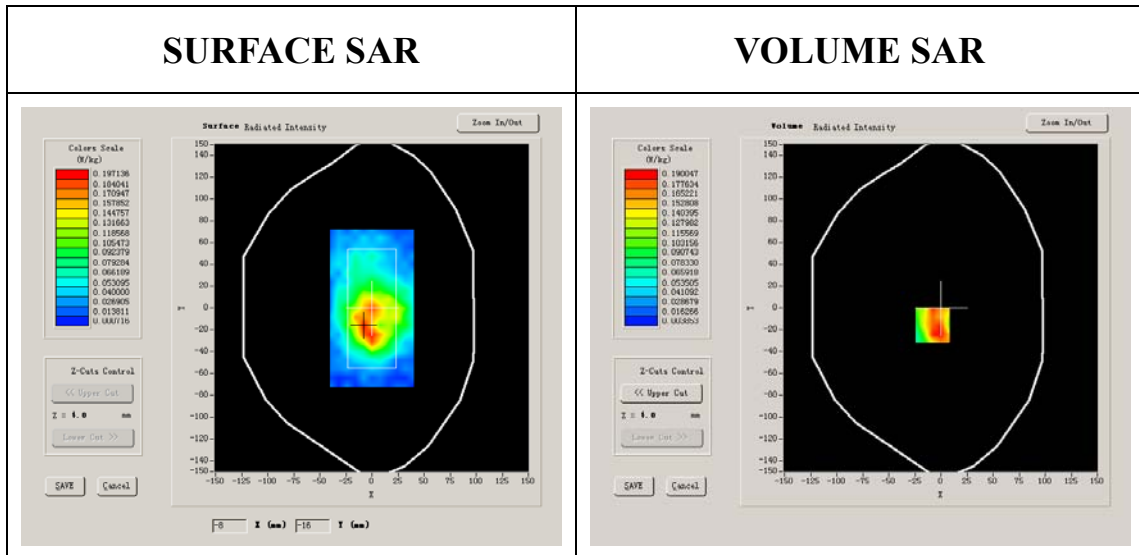 SURFACE SAR
VOLUME SAR
Surface Radiated Intensity
Zoom In/Out
Colors Scale
(W/kg)
0.197136
0.184041
0.170947
0.157852
0.144757
0.131663
0.118568
0.105473
0.092379
0.079284
0.066189
0.053095
0.040000
0.026905
0.013811
0.000716
150
140
120
100
80
60
40
20
0
-20
-40
-60
-80
-100
-120
-140
-150
Y
-150 -125 -100 -75 -50 -25 0 25 50 75 100 125 150
X
Z-Cuts Control
<< Upper Cut
Z = 4.0 mm
Lower Cut >>
SAVE Cancel
-8 X (mm) -16 Y (mm)
Volume Radiated Intensity
Zoom In/Out
Colors Scale
(W/kg)
0.190047
0.177634
0.165221
0.152808
0.140395
0.127982
0.115569
0.103156
0.090743
0.078330
0.065918
0.053505
0.041092
0.028679
0.016266
0.003853
150
140
120
100
80
60
40
20
0
-20
-40
-60
-80
-100
-120
-140
-150
Y
-150 -125 -100 -75 -50 -25 0 25 50 75 100 125 150
X
Z-Cuts Control
<< Upper Cut
Z = 4.0 mm
Lower Cut >>
SAVE Cancel